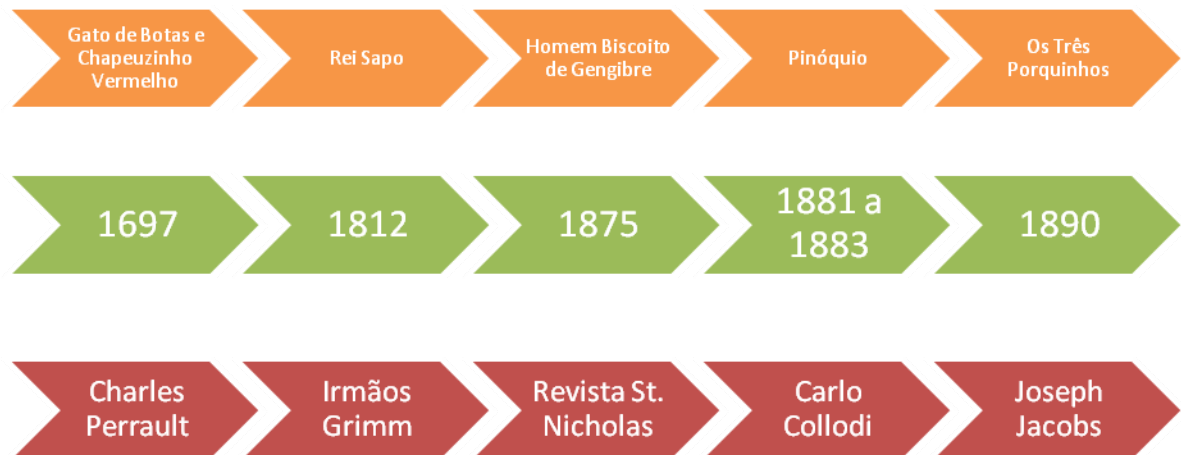 Gato de Botas e
Chapeuzinho
Vermelho
Rei Sapo
Homem Biscoito
de Gengibre
Pinóquio
Os Três
Porquinhos
1697
1812
1875
1881 a
1883
1890
Charles
Perrault
Irmãos
Grimm
Revista St.
Nicholas
Carlo
Collodi
Joseph
Jacobs